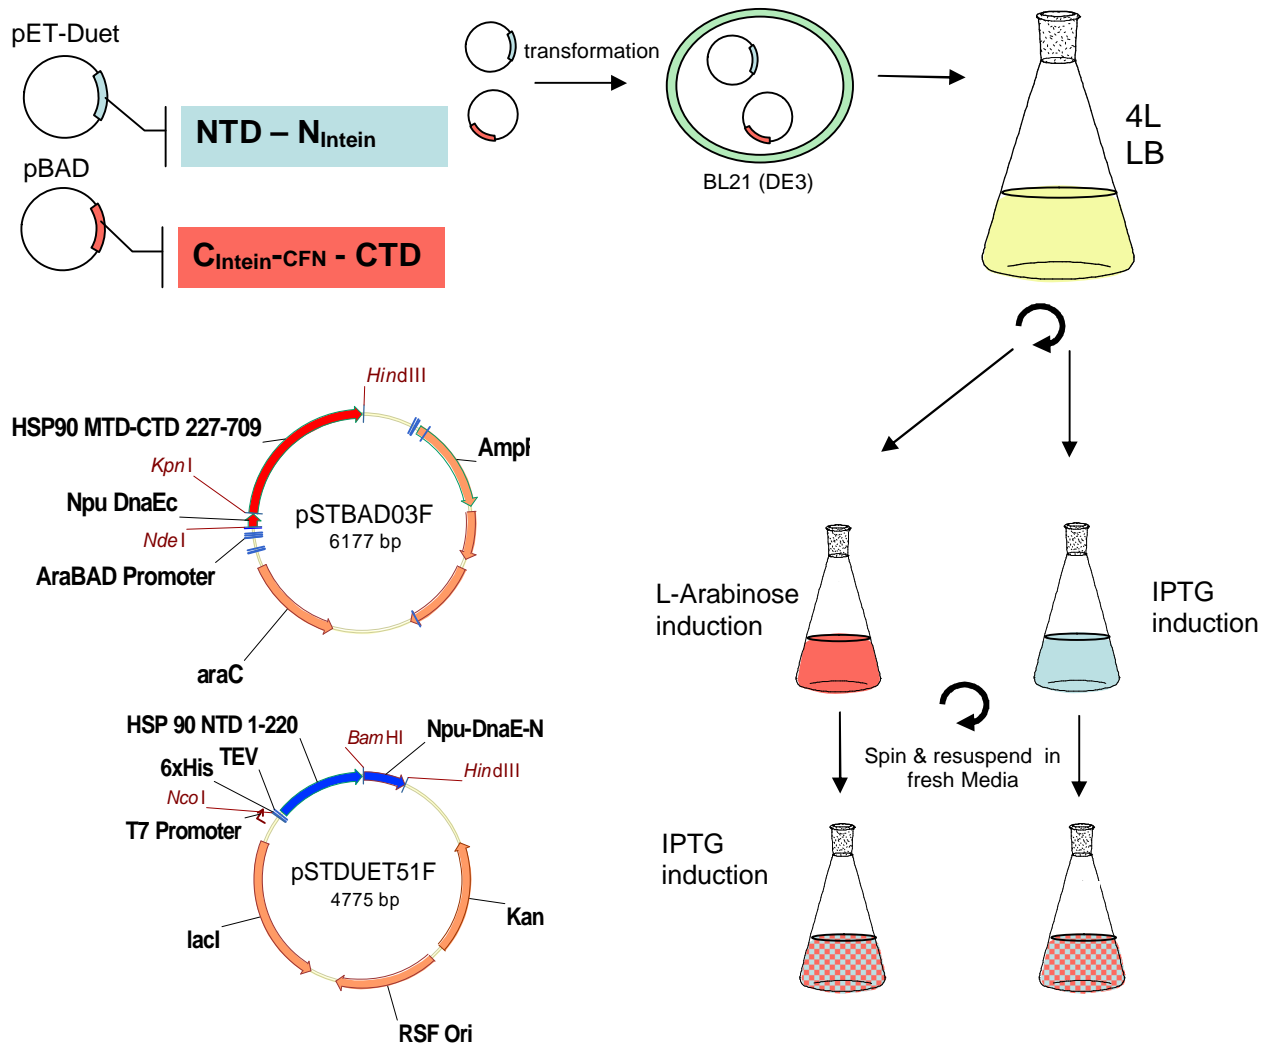 pET-Duet
NTD – NIntein
pBAD
CIntein-CFN - CTD
transformation
BL21 (DE3)
4L
LB
HindIII
HSP90 MTD-CTD 227-709
KpnI
Npu DnaEc
NdeI
AraBAD Promoter
araC
AmpR
pSTBAD03F
6177 bp
HSP 90 NTD 1-220
TEV
6xHis
NcoI
T7 Promoter
BamHI
Npu-DnaE-N
HindIII
pSTDUET51F
4775 bp
lacI
Kan
RSF Ori
L-Arabinose
induction
IPTG
induction
Spin & resuspend in
fresh Media
IPTG
induction